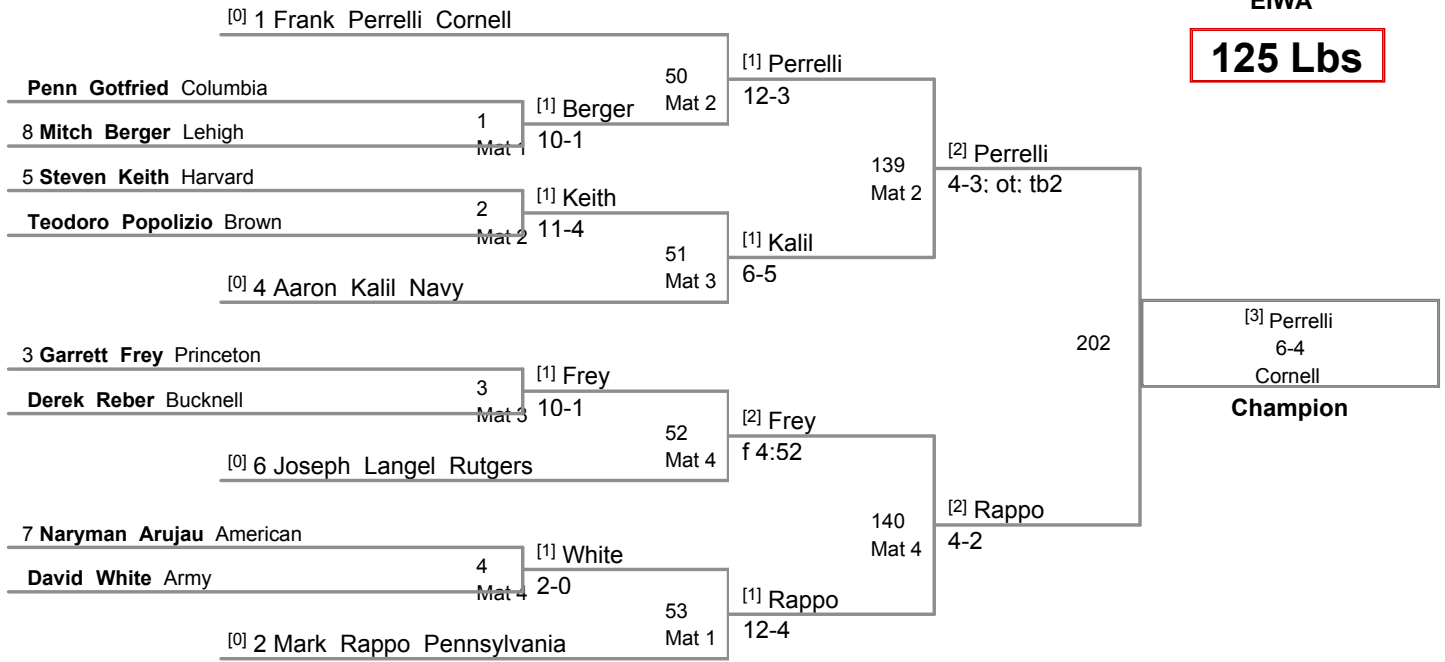 EIWA
125 Lbs
[0] 1 Frank Perrelli Cornell
Penn Gotfried Columbia
8 Mitch Berger Lehigh
5 Steven Keith Harvard
Teodoro Popolizio Brown
[0] 4 Aaron Kalil Navy
3 Garrett Frey Princeton
Derek Reber Bucknell
[0] 6 Joseph Langel Rutgers
7 Naryman Arujau American
David White Army
[0] 2 Mark Rappo Pennsylvania
1
Mat 1
[1] Berger
10-1
2
Mat 2
[1] Keith
11-4
3
Mat 3
[1] Frey
10-1
4
Mat 4
[1] White
2-0
50
Mat 2
[1] Perrelli
12-3
51
Mat 3
[1] Kalil
6-5
52
Mat 4
[2] Frey
f 4:52
53
Mat 1
[1] Rappo
12-4
139
Mat 2
[2] Perrelli
4-3; ot; tb2
140
Mat 4
[2] Rappo
4-2
202
[3] Perrelli
6-4
Cornell
Champion